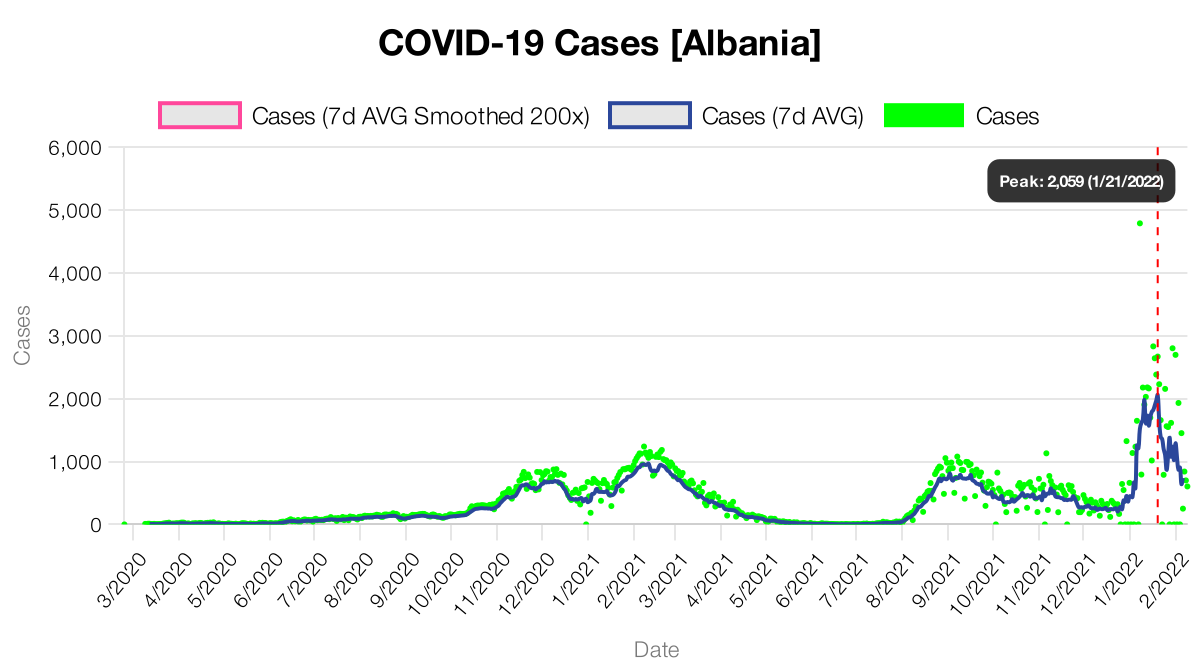 COVID-19 Cases [Albania]
Cases (7d AVG Smoothed 200x) Cases (7d AVG) Cases
6,000
Peak: 2,059 (1/21/2022)
5,000
4,000
Cases
3,000
2,000
1,000
0
3/2020 4/2020 5/2020 6/2020 7/2020 8/2020 9/2020 10/2020 11/2020 12/2020 1/2021 2/2021 3/2021 4/2021 5/2021 6/2021 7/2021 8/2021 9/2021 10/2021 11/2021 12/2021 1/2022 2/2022
Date